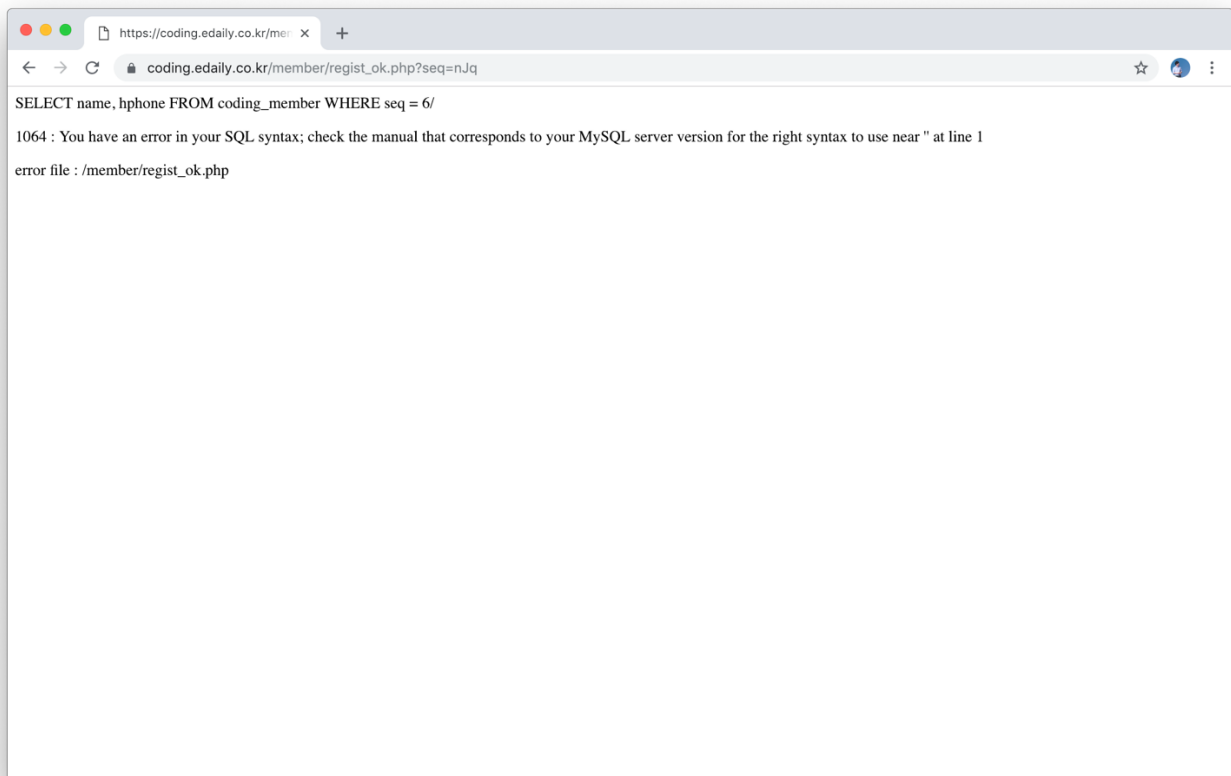 https://coding.edaily.co.kr/mer
coding.edaily.co.kr/member/regist_ok.php?seq=nJq
SELECT name, hphone FROM coding_member WHERE seq = 6/
1064 : You have an error in your SQL syntax; check the manual that corresponds to your MySQL server version for the right syntax to use near '' at line 1
error file : /member/regist_ok.php